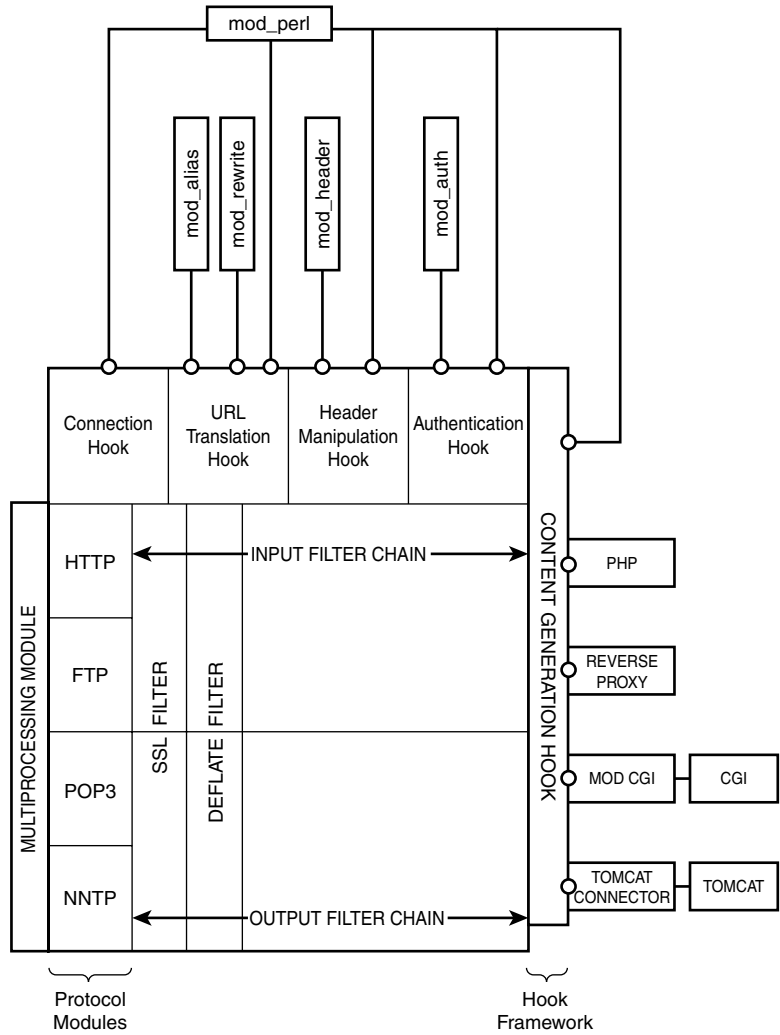 mod_perl
mod_alias
mod_rewrite
mod_header
mod_auth
Connection
Hook
URL
Translation
Hook
Header
Manipulation
Hook
Authentication
Hook
MULTIPROCESSING MODULE
HTTP
FTP
POP3
NNTP
SSL FILTER
DEFLATE FILTER
INPUT FILTER CHAIN
OUTPUT FILTER CHAIN
CONTENT GENERATION HOOK
PHP
REVERSE
PROXY
MOD CGI
CGI
TOMCAT
CONNECTOR
TOMCAT
Protocol
Modules
Hook
Framework